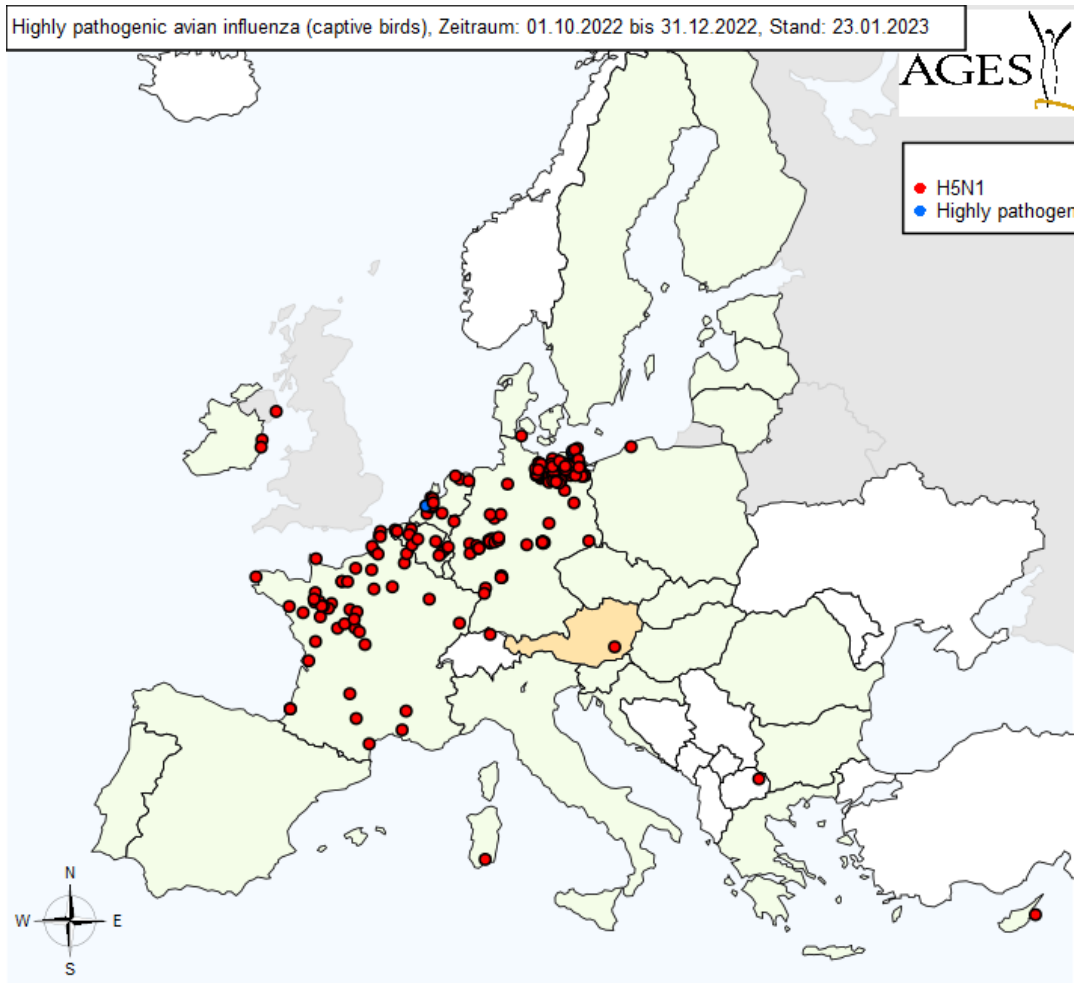 Highly pathogenic avian influenza (captive birds), Zeitraum: 01.10.2022 bis 31.12.2022, Stand: 23.01.2023
AGES
H5N1
Highly pathogen
N
W E
S